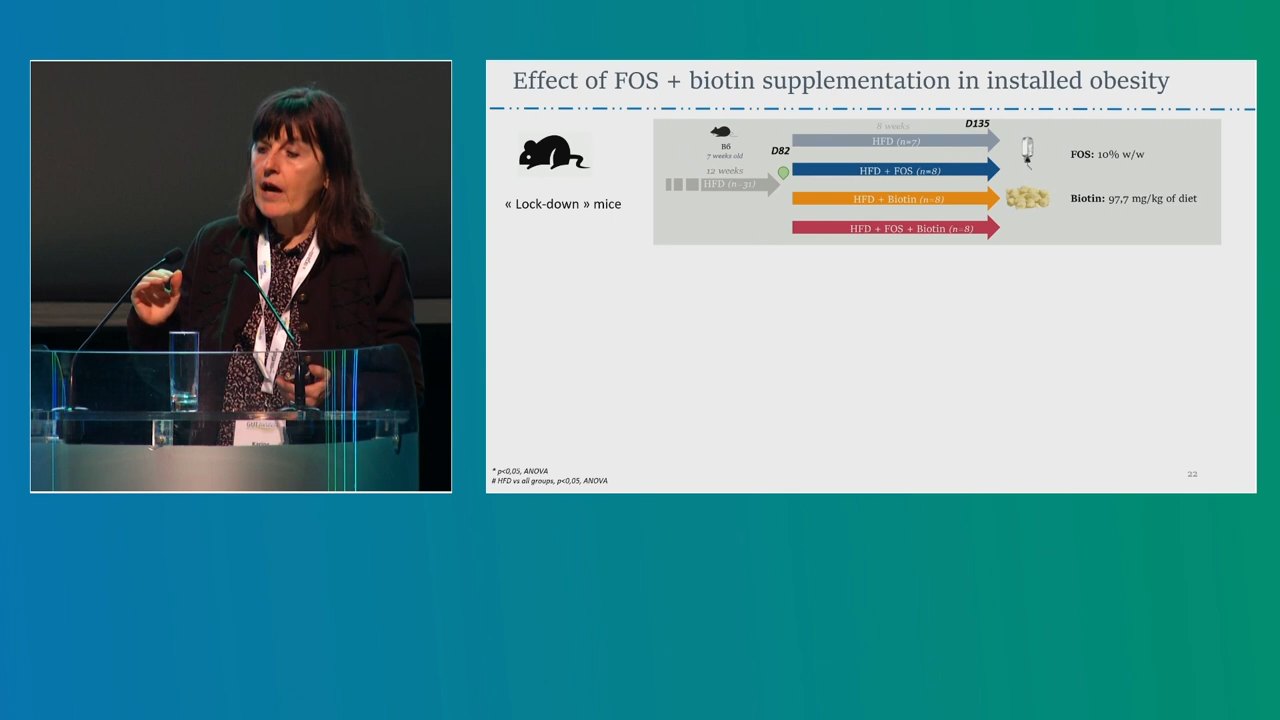 Effect of FOS + biotin supplementation in installed obesity
« Lock-down » mice
B6
7 weeks old
12 weeks
HFD (n=31)
D82
8 weeks
D135
HFD (n=7)
HFD + FOS (n=8)
HFD + Biotin (n=8)
HFD + FOS + Biotin (n=8)
FOS: 10% w/w
Biotin: 97,7 mg/kg of diet
* p<0,05, ANOVA
# HFD vs all groups, p<0,05, ANOVA
22